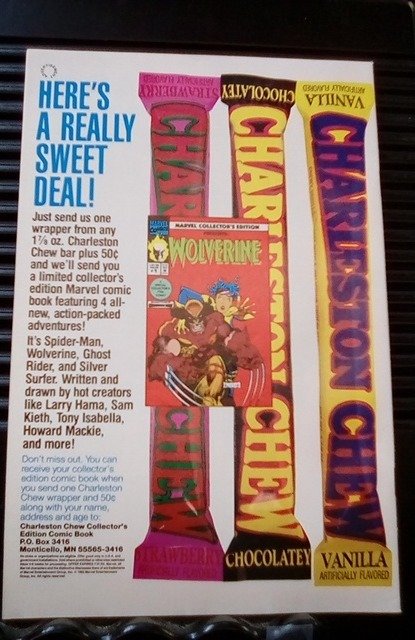 HERE'S
A REALLY
SWEET
DEAL!
Just send us one
wrapper from any
1⅞ oz. Charleston
Chew bar plus 50¢
and we'll send you
a limited collector's
edition Marvel comic
book featuring 4 all-
new, action-packed
adventures!
It's Spider-Man,
Wolverine, Ghost
Rider, and Silver
Surfer. Written and
drawn by hot creators
like Larry Hama, Sam
Kieth, Tony Isabella,
Howard Mackie,
and more!
Don't miss out. You can
receive your collector's
edition comic book when
you send one Charleston
Chew wrapper and 50¢
along with your name,
address and age to:
Charleston Chew Collector's
Edition Comic Book
P.O. Box 3416
Monticello, MN 55565-3416
STRAWBERRY
ARTIFICIALLY FLAVORED
CHAR
CHEW
STRAWBERRY
CHOCOLATEY
CHARLESTON CHEW
CHOCOLATEY
VANILLA
ARTIFICIALLY FLAVORED
CHARLESTON CHEW
VANILLA
ARTIFICIALLY FLAVORED
MARVEL COLLECTOR'S EDITION
WOLVERINE